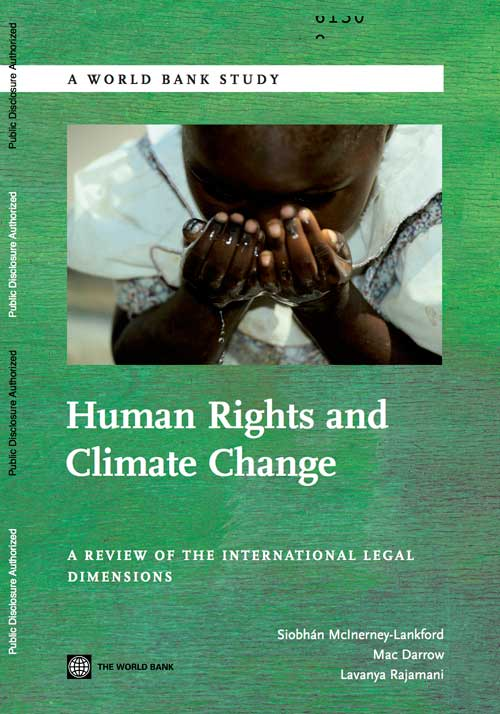 A WORLD BANK STUDY
Human Rights and
Climate Change
A REVIEW OF THE INTERNATIONAL LEGAL
DIMENSIONS
Siobhán McInerney-Lankford
Mac Darrow
Lavanya Rajamani
THE WORLD BANK
Public Disclosure Authorized
Public Disclosure Authorized
Public Disclosure Authorized
Public Disclosure Authorized